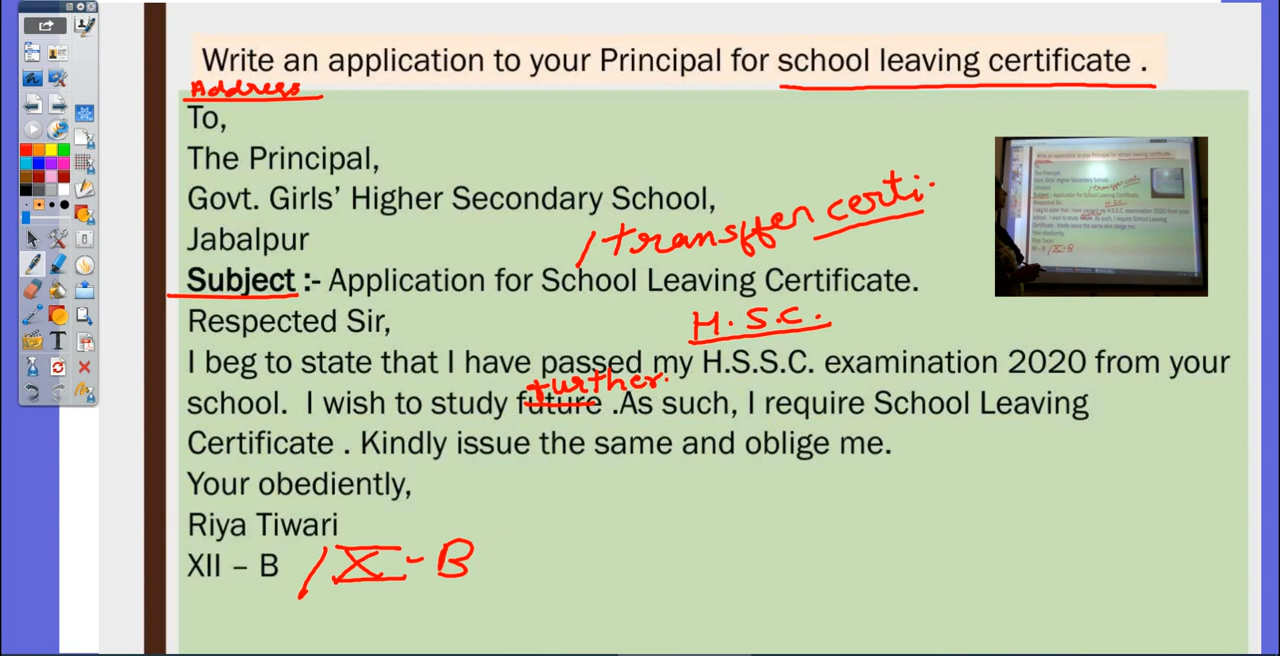 Write an application to your Principal for school leaving certificate .
Address
To,
The Principal,
Govt. Girls' Higher Secondary School,
Jabalpur
/ transffer certi.
Subject :- Application for School Leaving Certificate.
Respected Sir,
H.S.C.
I beg to state that I have passed my H.S.S.C. examination 2020 from your
further.
school. I wish to study future .As such, I require School Leaving
Certificate . Kindly issue the same and oblige me.
Your obediently,
Riya Tiwari
XII – B / X - B